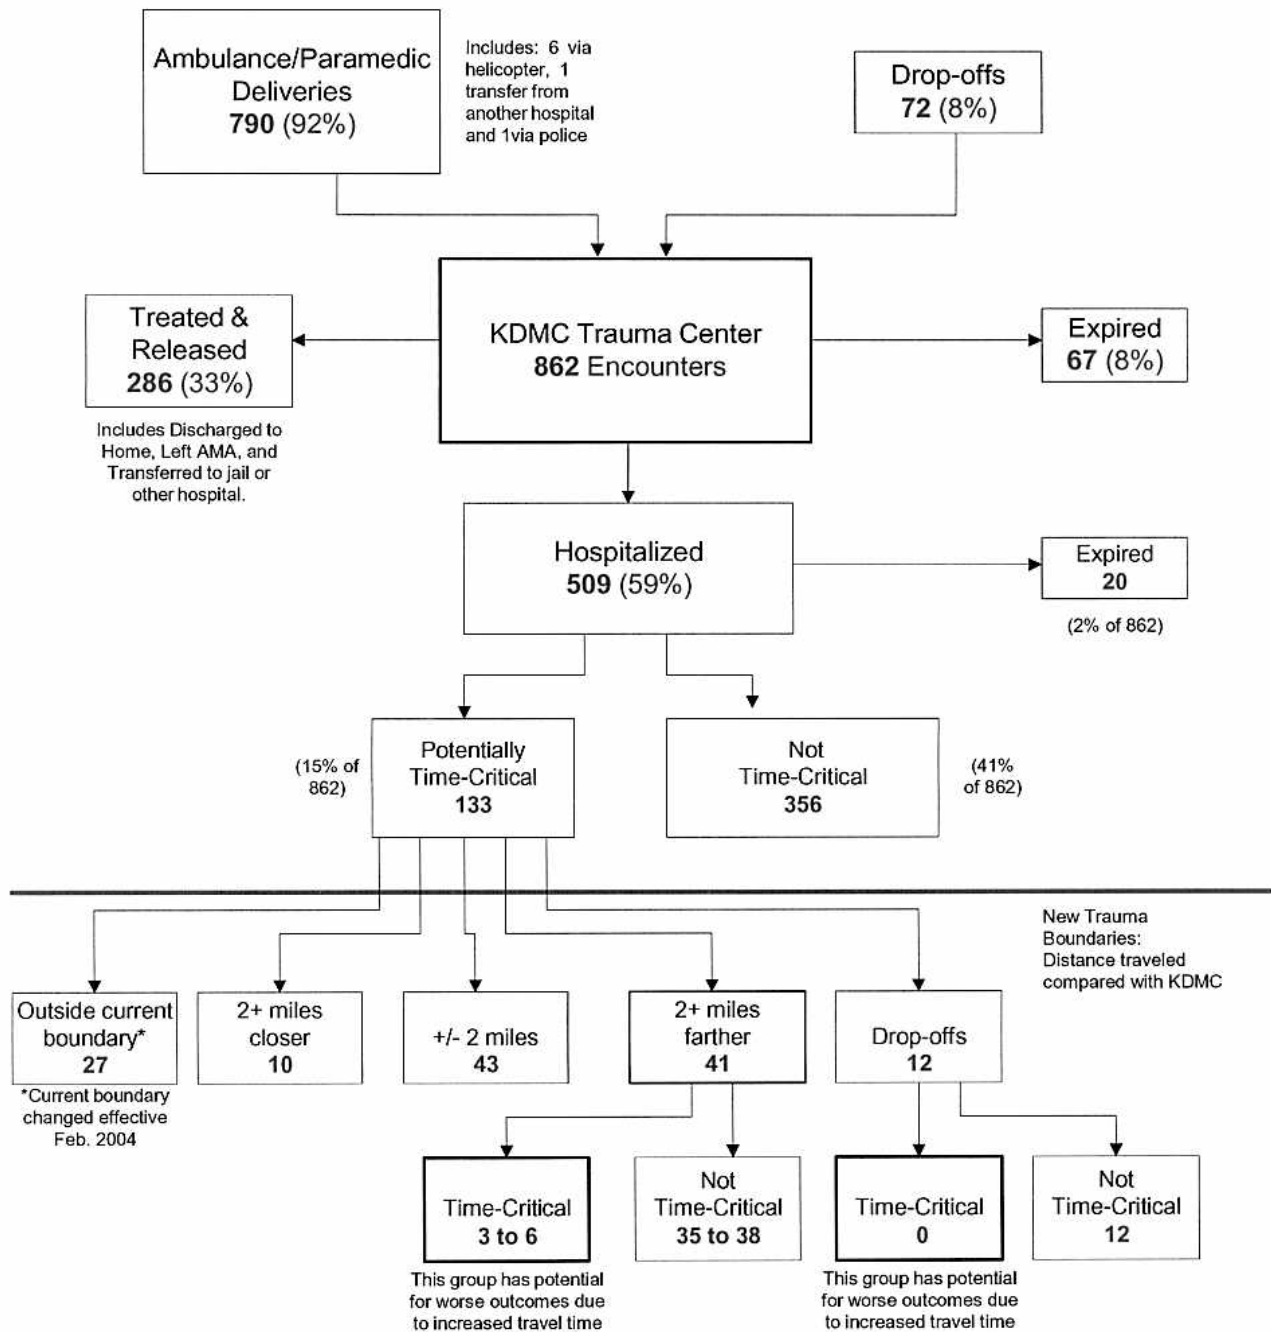 Ambulance/Paramedic
Deliveries
790 (92%)
Includes: 6 via
helicopter, 1
transfer from
another hospital
and 1via police
Drop-offs
72 (8%)
Treated &
Released
286 (33%)
Includes Discharged to
Home, Left AMA, and
Transferred to jail or
other hospital.
KDMC Trauma Center
862 Encounters
Expired
67 (8%)
Hospitalized
509 (59%)
Expired
20
(2% of 862)
(15% of
862)
Potentially
Time-Critical
133
Not
Time-Critical
356
(41%
of 862)
New Trauma
Boundaries:
Distance traveled
compared with KDMC
Outside current
boundary*
27
*Current boundary
changed effective
Feb. 2004
2+ miles
closer
10
+/- 2 miles
43
2+ miles
farther
41
Drop-offs
12
Time-Critical
3 to 6
This group has potential
for worse outcomes due
to increased travel time
Not
Time-Critical
35 to 38
Time-Critical
0
This group has potential
for worse outcomes due
to increased travel time
Not
Time-Critical
12